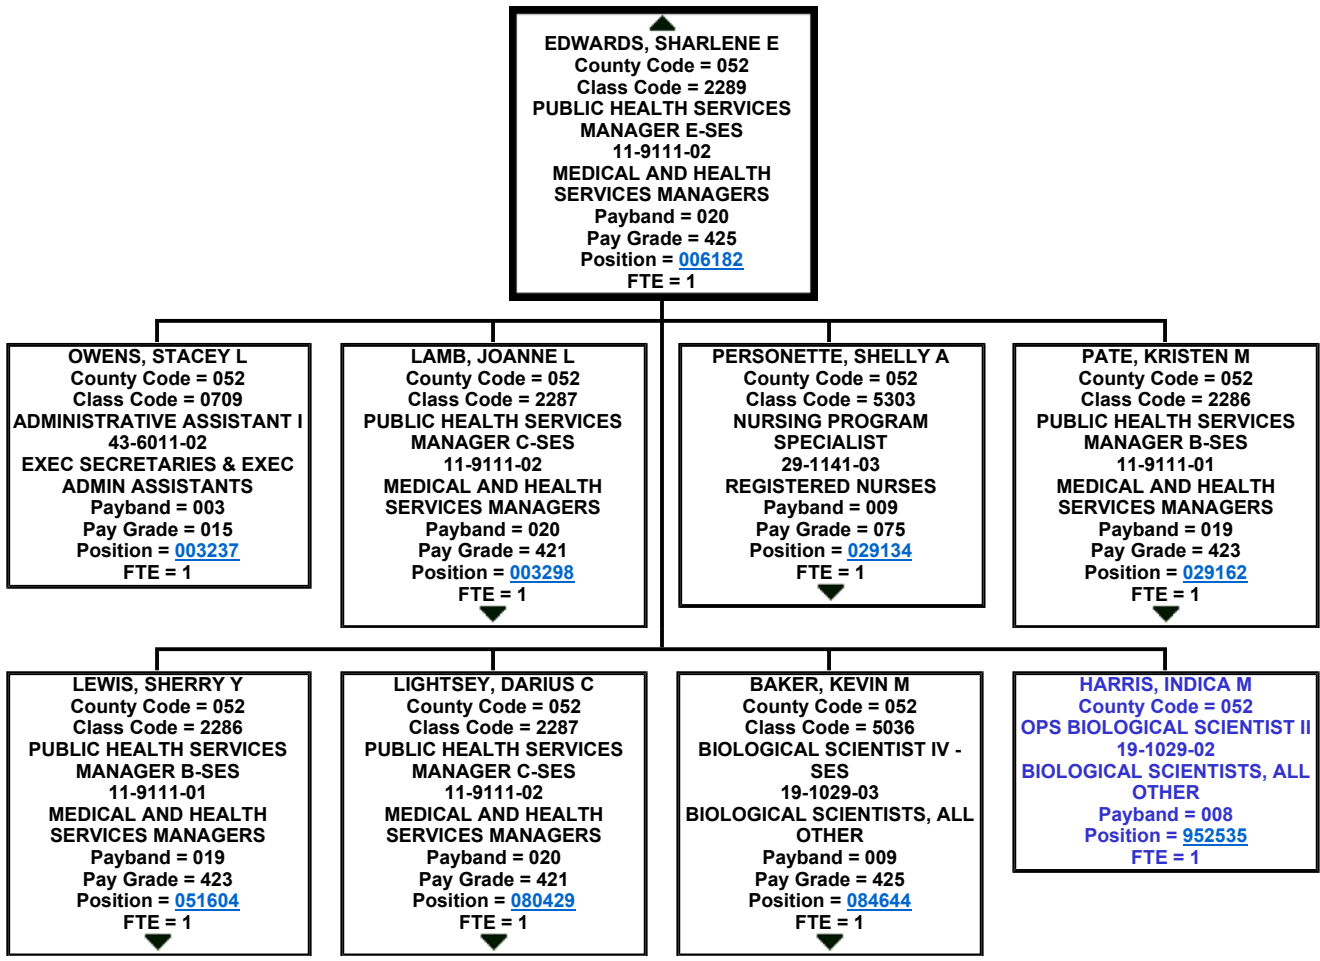 EDWARDS, SHARLENE E
County Code = 052
Class Code = 2289
PUBLIC HEALTH SERVICES
MANAGER E-SES
11-9111-02
MEDICAL AND HEALTH
SERVICES MANAGERS
Payband = 020
Pay Grade = 425
Position = 006182
FTE = 1
OWENS, STACEY L
County Code = 052
Class Code = 0709
ADMINISTRATIVE ASSISTANT I
43-6011-02
EXEC SECRETARIES & EXEC
ADMIN ASSISTANTS
Payband = 003
Pay Grade = 015
Position = 003237
FTE = 1
LAMB, JOANNE L
County Code = 052
Class Code = 2287
PUBLIC HEALTH SERVICES
MANAGER C-SES
11-9111-02
MEDICAL AND HEALTH
SERVICES MANAGERS
Payband = 020
Pay Grade = 421
Position = 003298
FTE = 1
PERSONETTE, SHELLY A
County Code = 052
Class Code = 5303
NURSING PROGRAM
SPECIALIST
29-1141-03
REGISTERED NURSES
Payband = 009
Pay Grade = 075
Position = 029134
FTE = 1
PATE, KRISTEN M
County Code = 052
Class Code = 2286
PUBLIC HEALTH SERVICES
MANAGER B-SES
11-9111-01
MEDICAL AND HEALTH
SERVICES MANAGERS
Payband = 019
Pay Grade = 423
Position = 029162
FTE = 1
LEWIS, SHERRY Y
County Code = 052
Class Code = 2286
PUBLIC HEALTH SERVICES
MANAGER B-SES
11-9111-01
MEDICAL AND HEALTH
SERVICES MANAGERS
Payband = 019
Pay Grade = 423
Position = 051604
FTE = 1
LIGHTSEY, DARIUS C
County Code = 052
Class Code = 2287
PUBLIC HEALTH SERVICES
MANAGER C-SES
11-9111-02
MEDICAL AND HEALTH
SERVICES MANAGERS
Payband = 020
Pay Grade = 421
Position = 080429
FTE = 1
BAKER, KEVIN M
County Code = 052
Class Code = 5036
BIOLOGICAL SCIENTIST IV -
SES
19-1029-03
BIOLOGICAL SCIENTISTS, ALL
OTHER
Payband = 009
Pay Grade = 425
Position = 084644
FTE = 1
HARRIS, INDICA M
County Code = 052
OPS BIOLOGICAL SCIENTIST II
19-1029-02
BIOLOGICAL SCIENTISTS, ALL
OTHER
Payband = 008
Position = 952535
FTE = 1